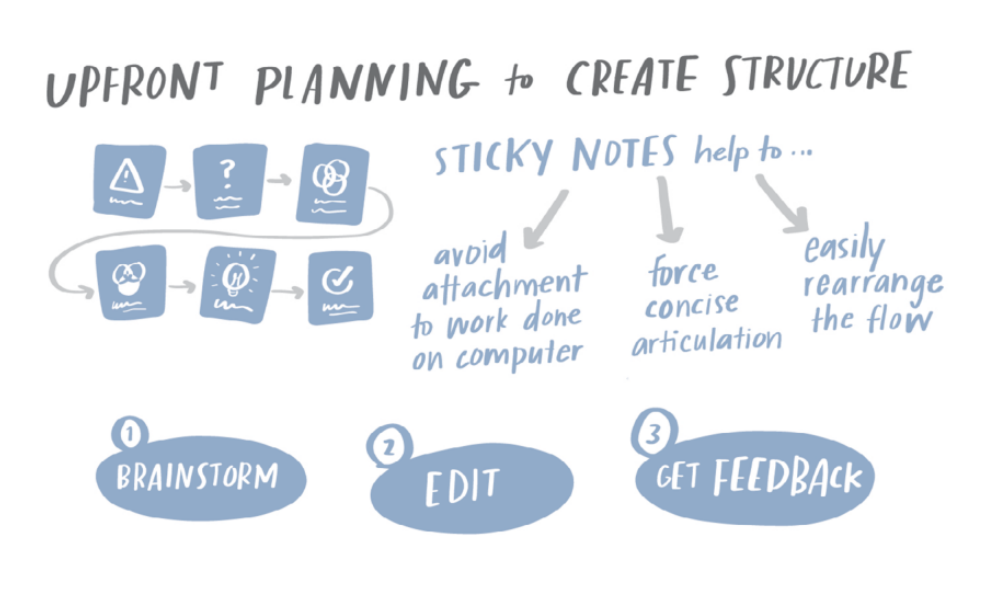 UPFRONT PLANNING to CREATE STRUCTURE
STICKY NOTES help to...
?
avoid
attachment
to work done
on computer
force
concise
articulation
easily
rearrange
the flow
1
BRAINSTORM
2
EDIT
3
GET FEEDBACK